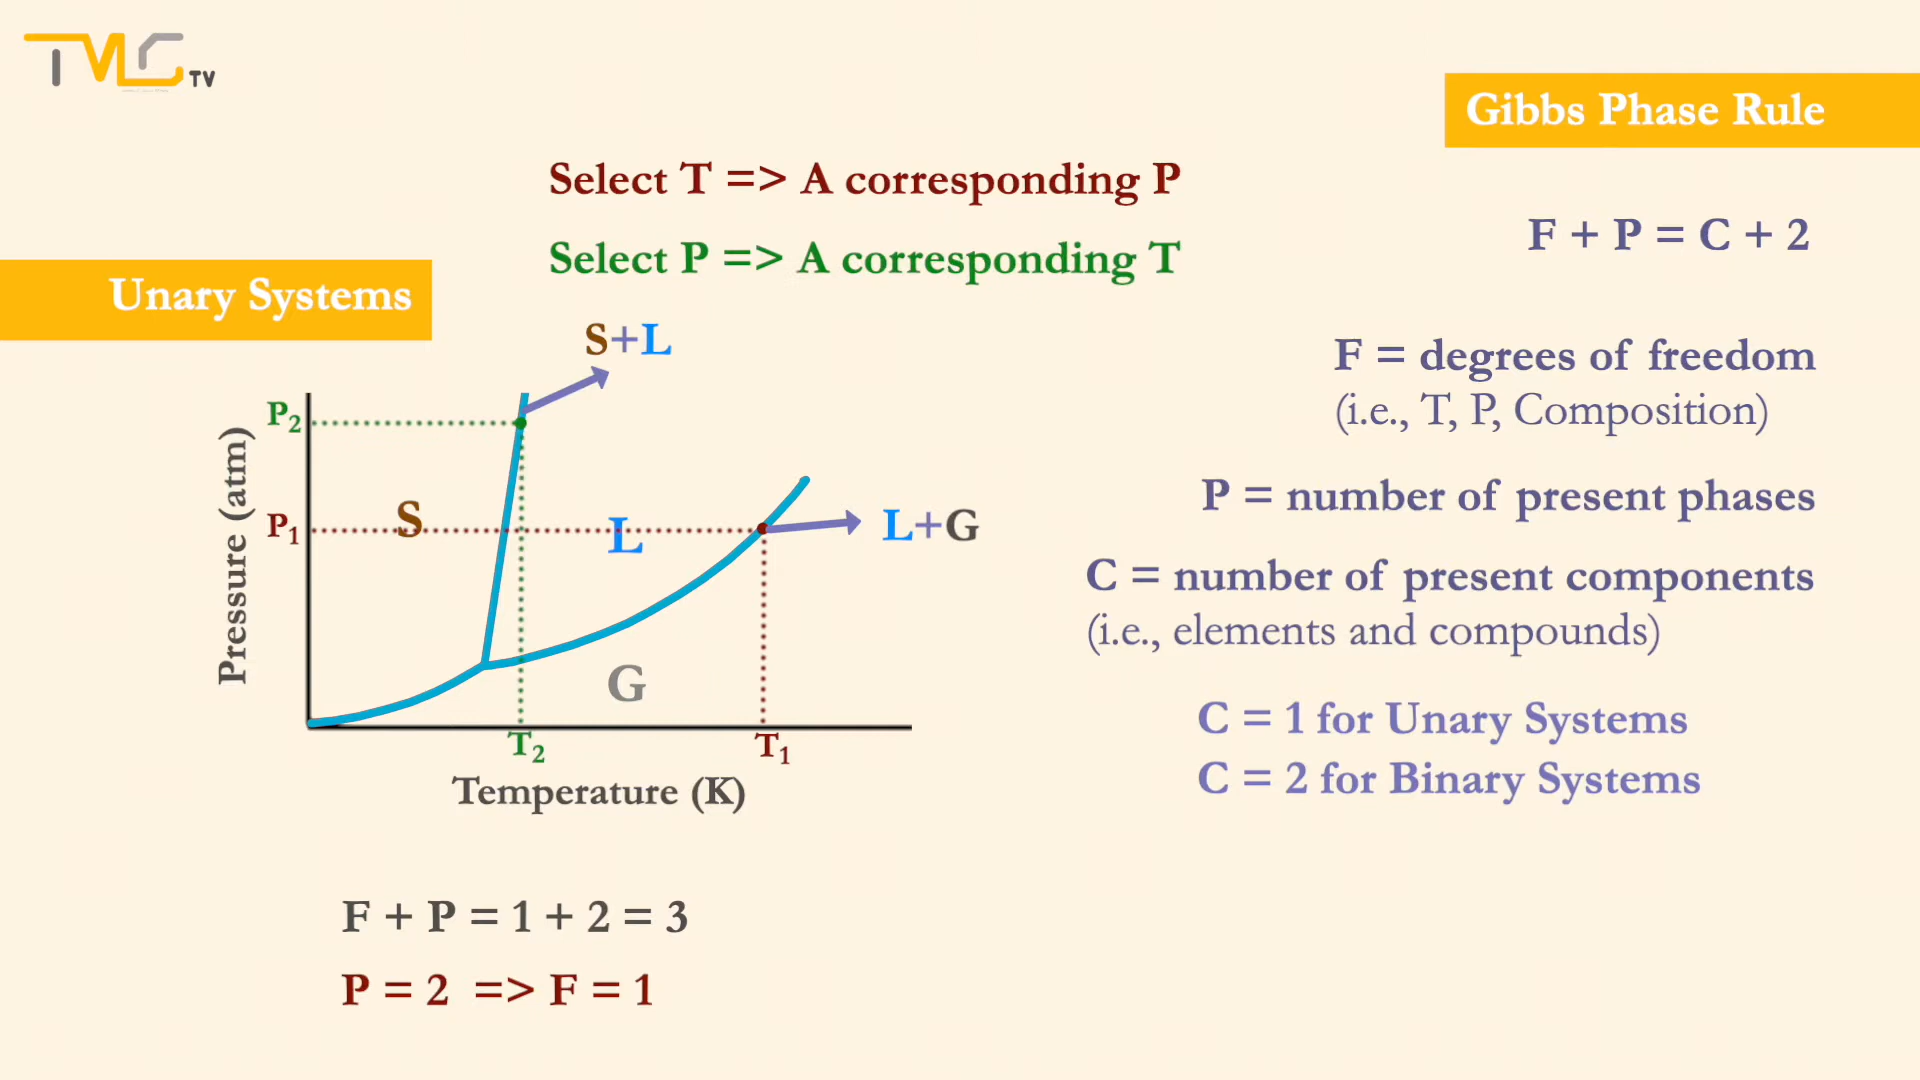 TMC TV
Gibbs Phase Rule
Select T => A corresponding P
Select P => A corresponding T
F + P = C + 2
Unary Systems
S+L
F = degrees of freedom
(i.e., T, P, Composition)
P2
P1
Pressure (atm)
S
L
L+G
G
T2
T1
Temperature (K)
P = number of present phases
C = number of present components
(i.e., elements and compounds)
C = 1 for Unary Systems
C = 2 for Binary Systems
F + P = 1 + 2 = 3
P = 2 => F = 1